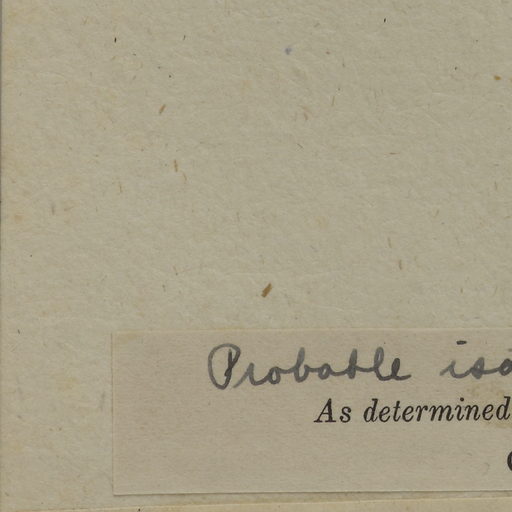 Probable iso
As determined